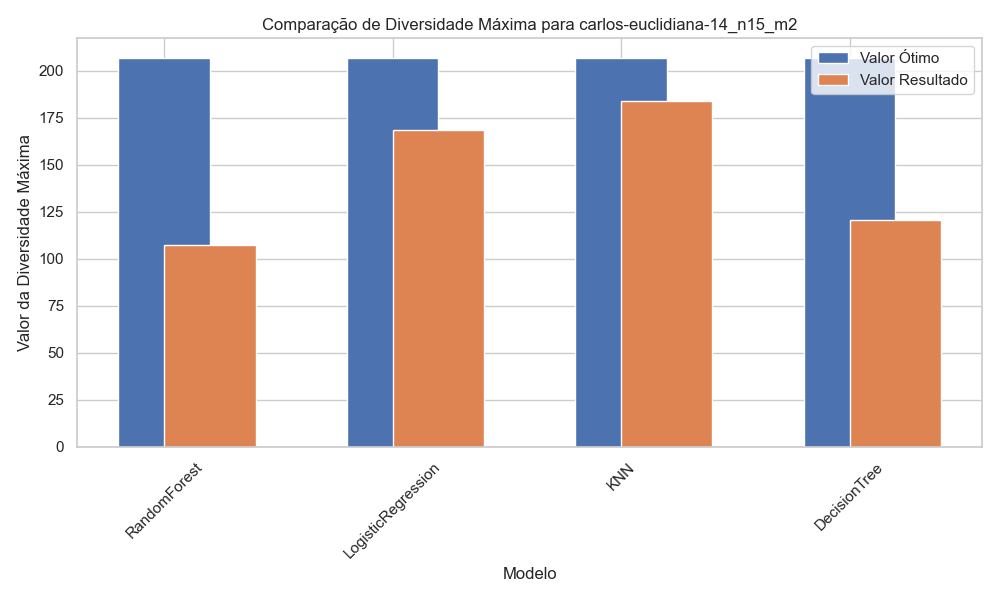 Comparação de Diversidade Máxima para carlos-euclidiana-14_n15_m2
Valor Ótimo
Valor Resultado
Valor da Diversidade Máxima
200
175
150
125
100
75
50
25
0
RandomForest
LogisticRegression
KNN
DecisionTree
Modelo